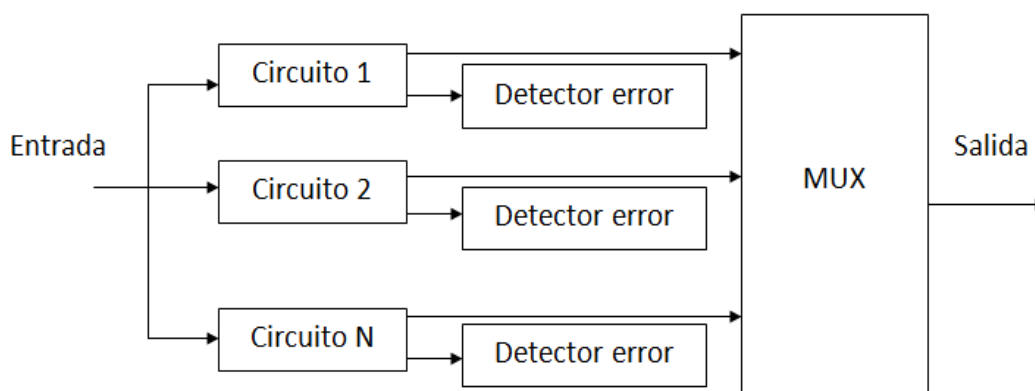 Circuito 1
Detector error
Entrada
Salida
Circuito 2
MUX
Detector error
Circuito N
Detector error